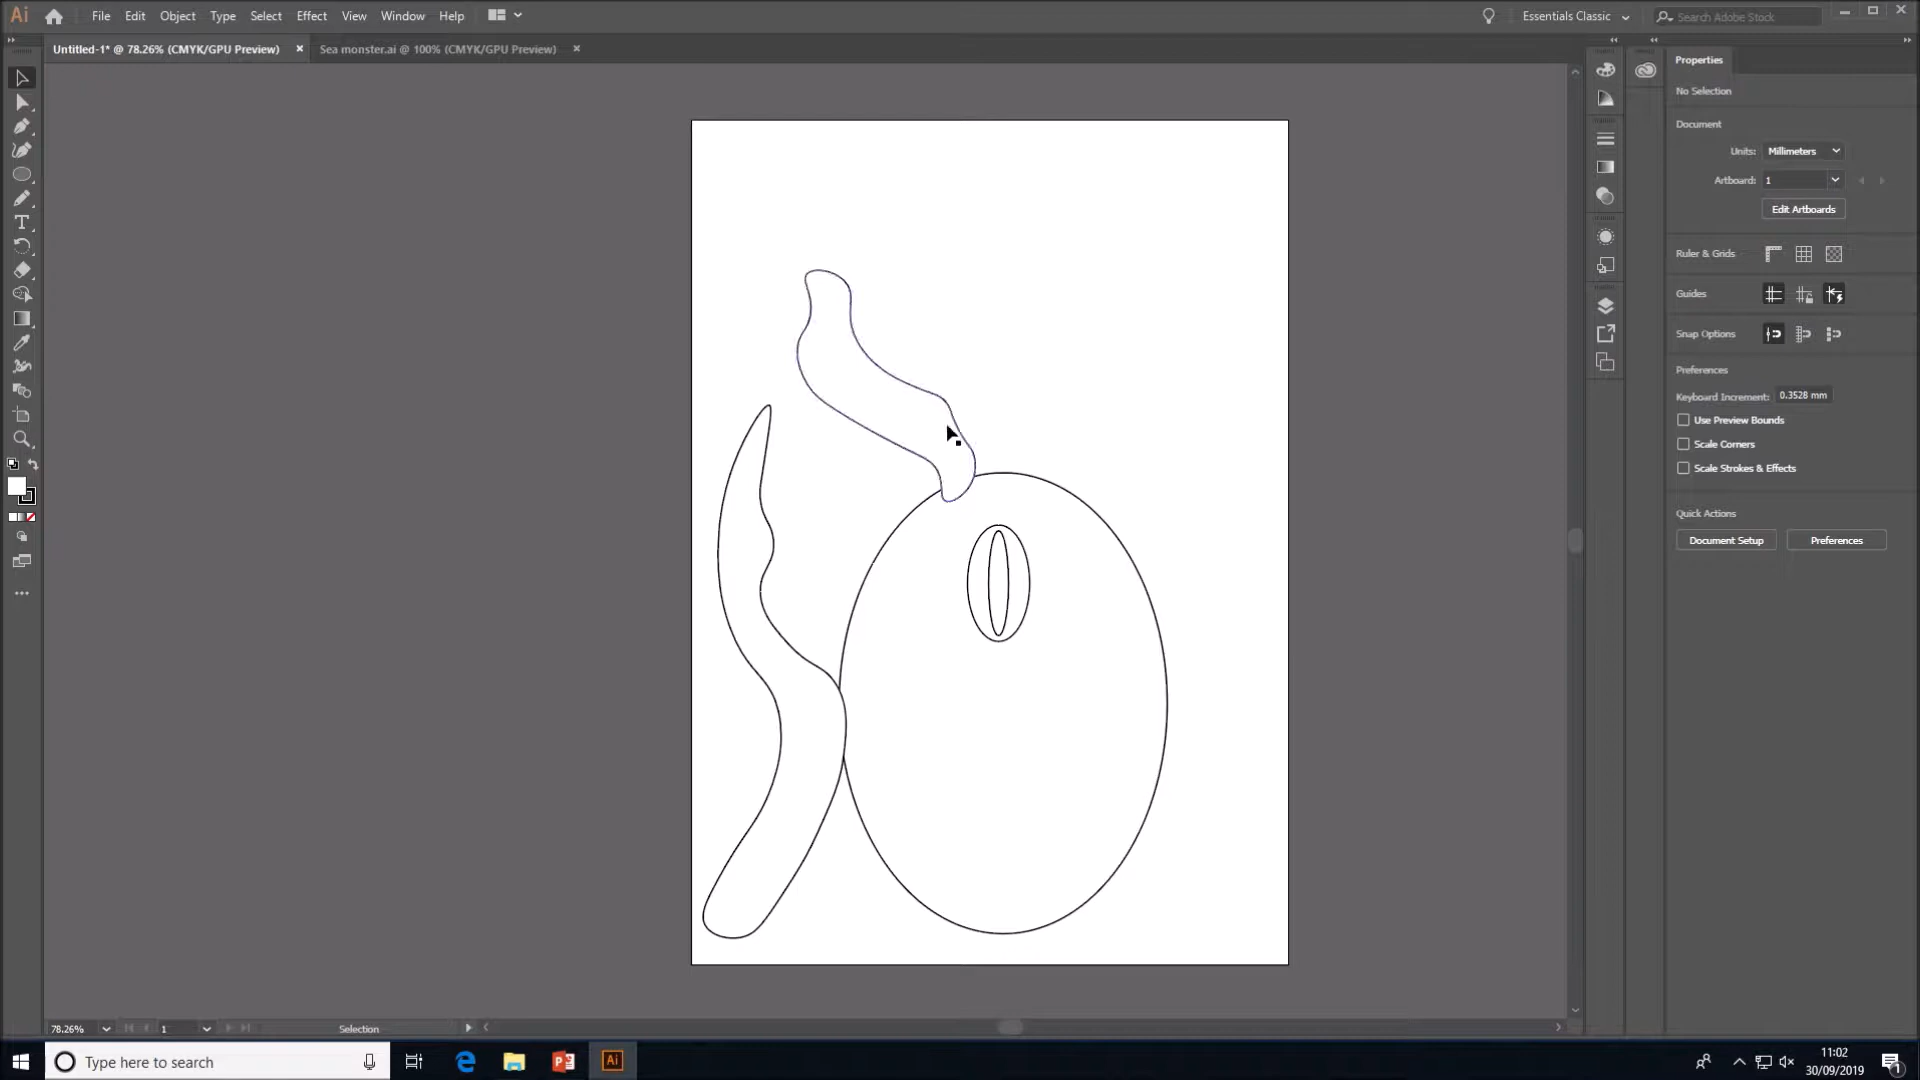 Ai File Edit Object Type Select Effect View Window Help Essentials Classic Search Adobe Stock
Untitled-1* @ 78.26% (CMYK/GPU Preview) Sea monster.ai @ 100% (CMYK/GPU Preview)
Properties
No Selection
Document
Units: Millimeters
Artboard: 1
Edit Artboards
Ruler & Grids
Guides
Snap Options
Preferences
Keyboard Increment: 0.3528 mm
Use Preview Bounds
Scale Corners
Scale Strokes & Effects
Quick Actions
Document Setup Preferences
78.26% 1 Selection
Type here to search
Ai
11:02
30/09/2019
1